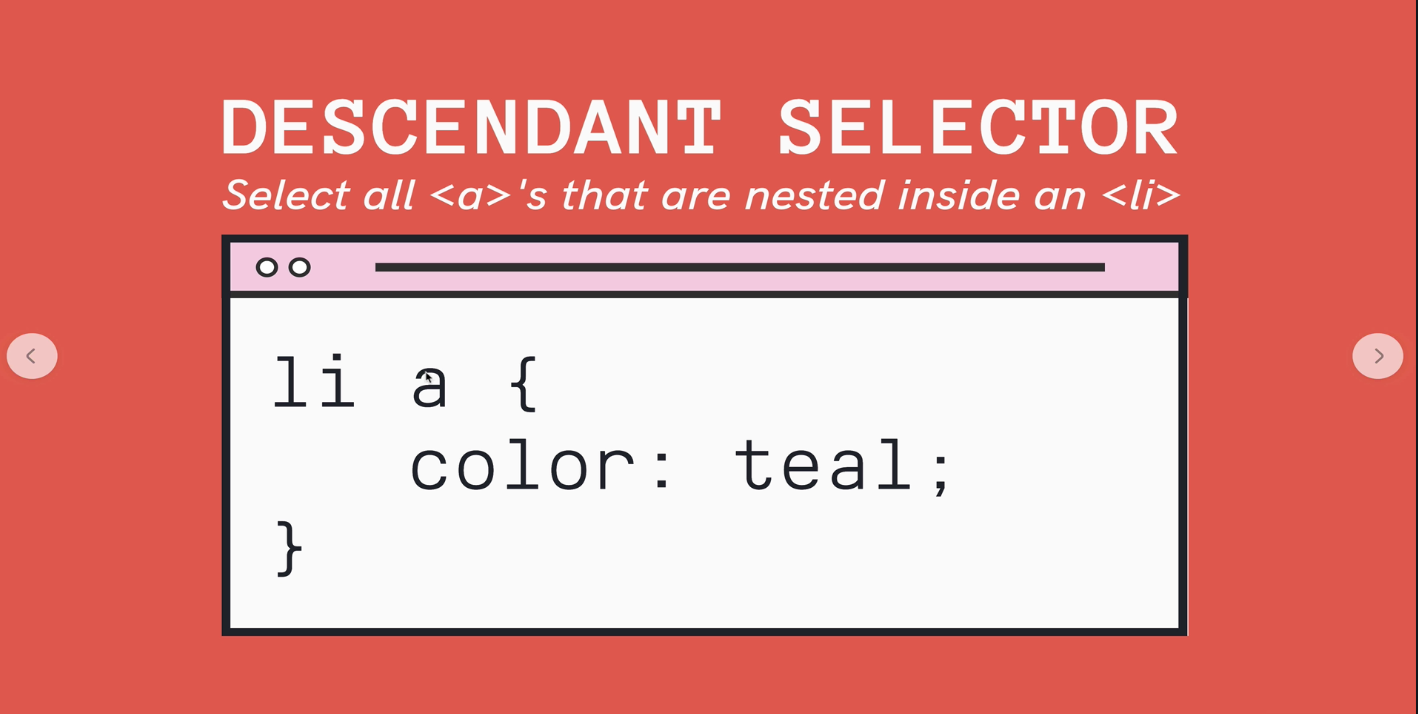 DESCENDANT SELECTOR
Select all <a>'s that are nested inside an <li>
li a {
color: teal;
}